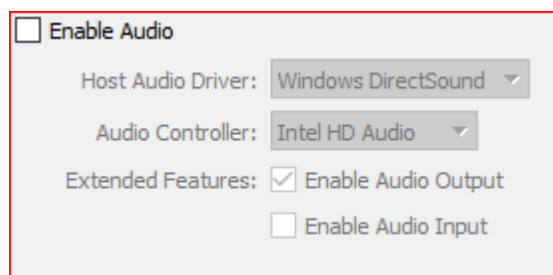 Enable Audio
Host Audio Driver: Windows DirectSound
Audio Controller: Intel HD Audio
Extended Features: Enable Audio Output
Enable Audio Input